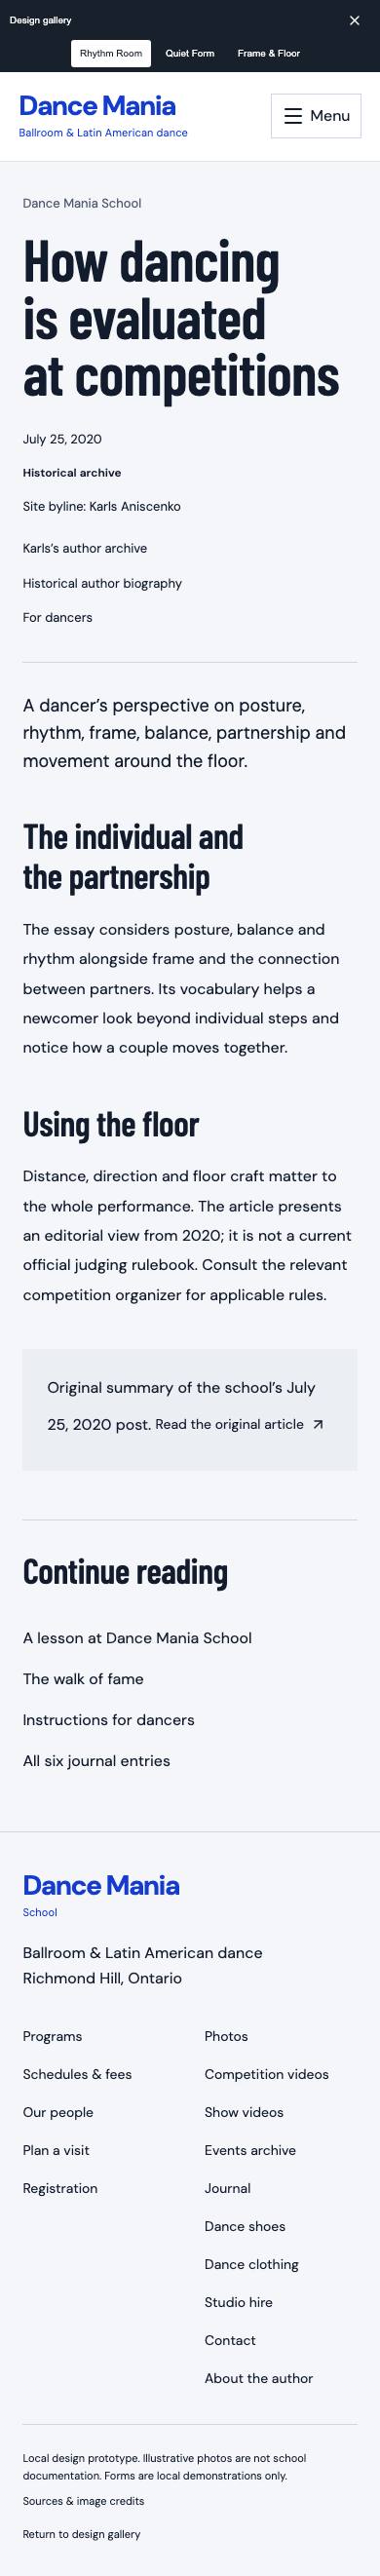 Design gallery
Rhythm Room Quiet Form Frame & Floor
Dance Mania
Ballroom & Latin American dance
Menu
Dance Mania School
How dancing
is evaluated
at competitions
July 25, 2020
Historical archive
Site byline: Karls Aniscenko
Karls’s author archive
Historical author biography
For dancers
A dancer’s perspective on posture,
rhythm, frame, balance, partnership and
movement around the floor.
The individual and
the partnership
The essay considers posture, balance and
rhythm alongside frame and the connection
between partners. Its vocabulary helps a
newcomer look beyond individual steps and
notice how a couple moves together.
Using the floor
Distance, direction and floor craft matter to
the whole performance. The article presents
an editorial view from 2020; it is not a current
official judging rulebook. Consult the relevant
competition organizer for applicable rules.
Original summary of the school’s July
25, 2020 post. Read the original article
Continue reading
A lesson at Dance Mania School
The walk of fame
Instructions for dancers
All six journal entries
Dance Mania
School
Ballroom & Latin American dance
Richmond Hill, Ontario
Programs
Schedules & fees
Our people
Plan a visit
Registration
Photos
Competition videos
Show videos
Events archive
Journal
Dance shoes
Dance clothing
Studio hire
Contact
About the author
Local design prototype. Illustrative photos are not school
documentation. Forms are local demonstrations only.
Sources & image credits
Return to design gallery